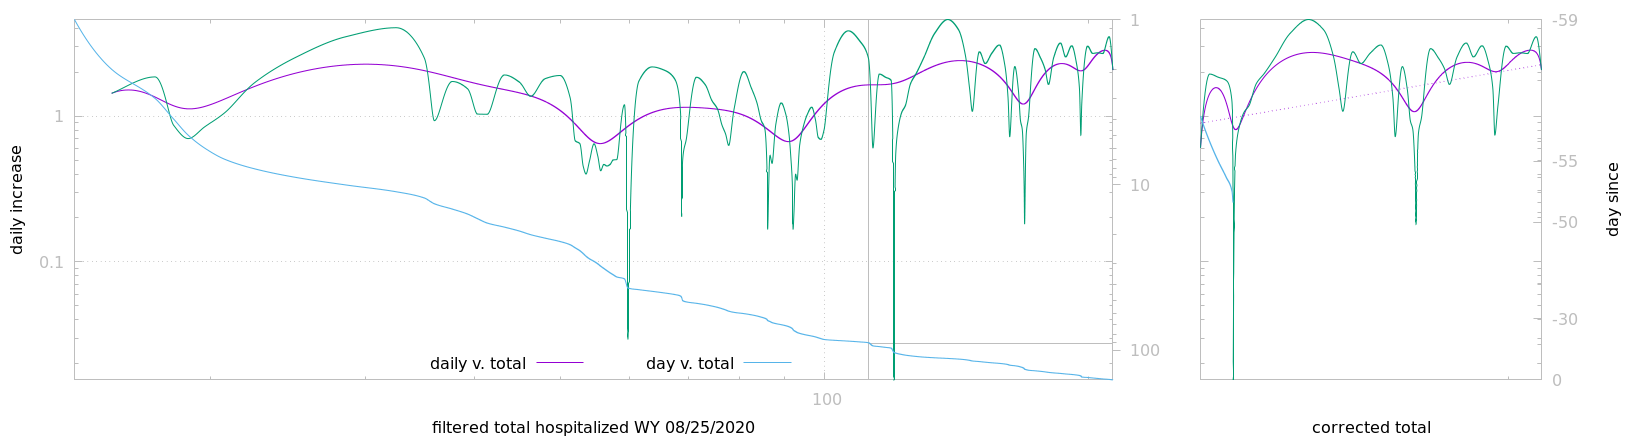 daily increase
1
0.1
daily v. total
day v. total
100
1
10
100
filtered total hospitalized WY 08/25/2020
-59
-55
-50
-30
0
day since
corrected total